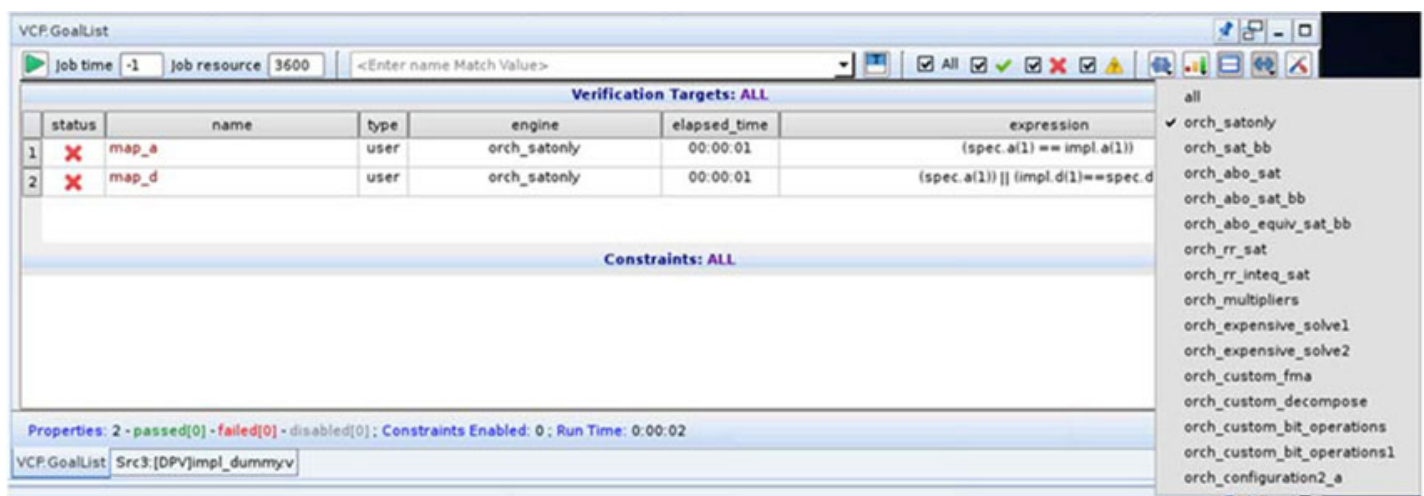 VCF:GoalList
Job time -1 Job resource 3600 <Enter name Match Value> All
Verification Targets: ALL
status name type engine elapsed_time expression
1 map_a user orch_satonly 00:00:01 (spec.a(1) == impl.a(1))
2 map_d user orch_satonly 00:00:01 (spec.a(1)) || (impl.d(1)==spec.d
Constraints: ALL
Properties: 2 - passed[0] - failed[0] - disabled[0] ; Constraints Enabled: 0 ; Run Time: 0:00:02
VCF:GoalList Src3:[DPV]impl_dummy.v
all
orch_satonly
orch_sat_bb
orch_abo_sat
orch_abo_sat_bb
orch_abo_equiv_sat_bb
orch_rr_sat
orch_rr_inteq_sat
orch_multipliers
orch_expensive_solve1
orch_expensive_solve2
orch_custom_fma
orch_custom_decompose
orch_custom_bit_operations
orch_custom_bit_operations1
orch_configuration2_a